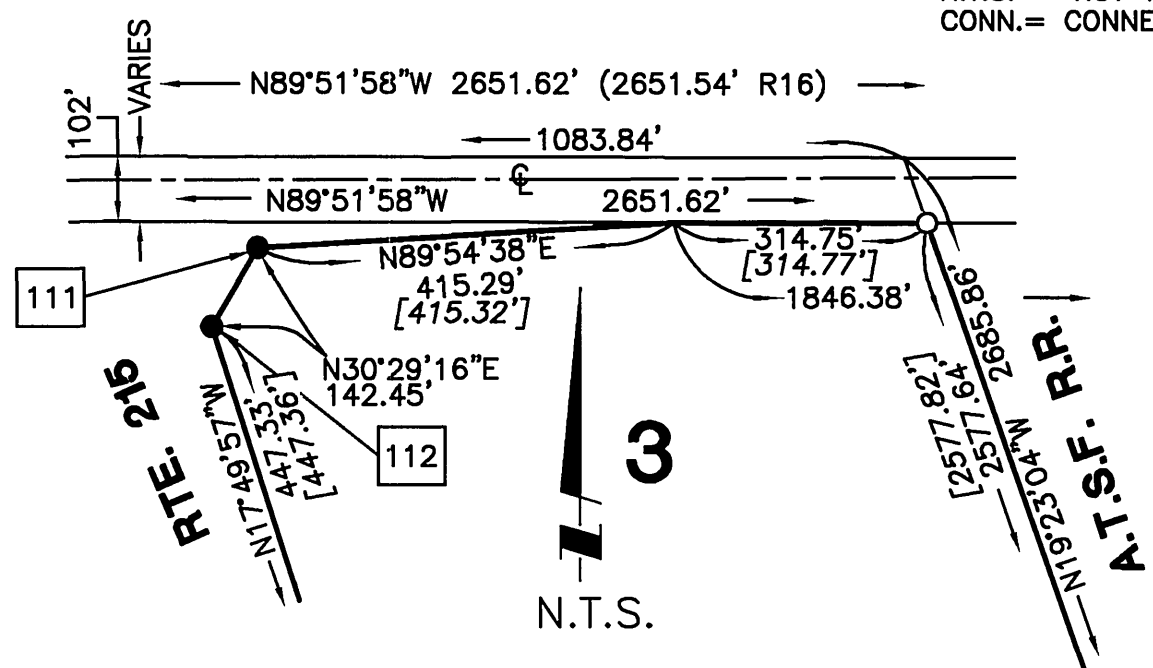 CONN.= CONNE
VARIES
102'
N89°51'58"W 2651.62' (2651.54' R16)
1083.84'
℄
N89°51'58"W 2651.62'
314.75'
[314.77']
1846.38'
N89°54'38"E
415.29'
[415.32']
111
N30°29'16"E
142.45'
112
RTE. 215
N17°49'57"W
447.33'
[447.36']
3
N.T.S.
2685.86'
[2577.82']
2577.64'
N19°23'04"W
A.T.S.F. R.R.